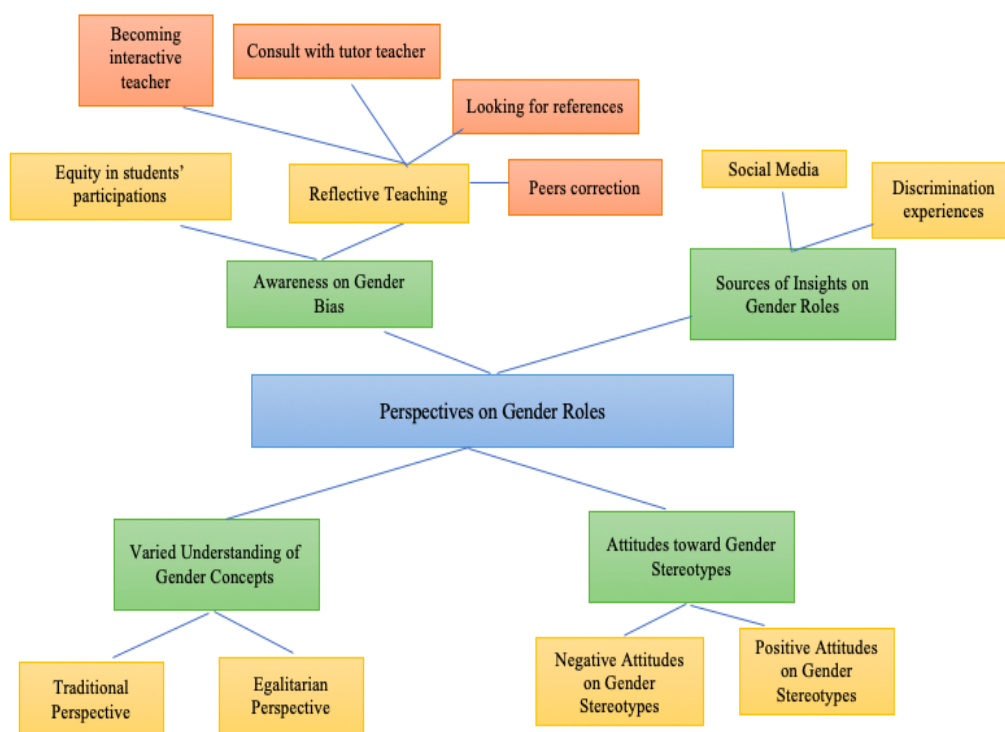 Becoming
interactive
teacher
Consult with tutor teacher
Looking for references
Equity in students'
participations
Reflective Teaching
Peers correction
Social Media
Discrimination
experiences
Awareness on Gender
Bias
Sources of Insights on
Gender Roles
Perspectives on Gender Roles
Varied Understanding of
Gender Concepts
Attitudes toward Gender
Stereotypes
Traditional
Perspective
Egalitarian
Perspective
Negative Attitudes
on Gender
Stereotypes
Positive Attitudes
on Gender
Stereotypes